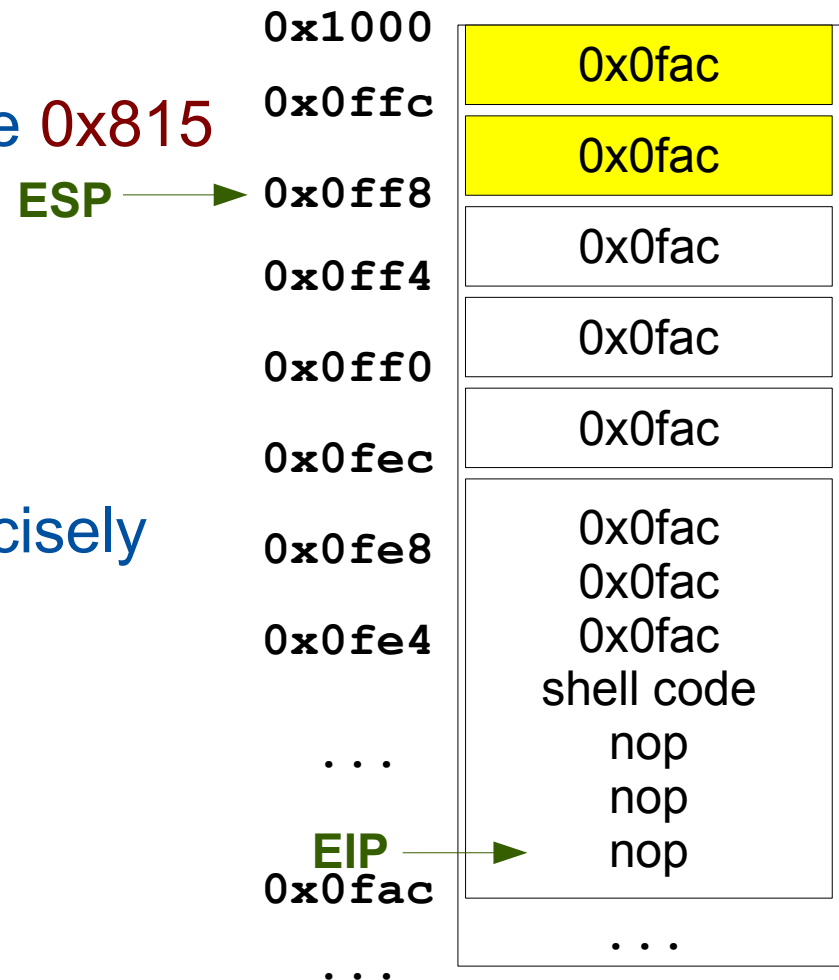 0x1000
0x0fac
e 0x815
0x0ffc
0x0fac
ESP
0x0ff8
0x0fac
0x0ff4
0x0fac
0x0ff0
0x0fac
0x0fec
cisely
0x0fac
0x0fe8
0x0fac
0x0fe4
0x0fac
shell code
nop
...
nop
EIP
nop
0x0fac
...
...